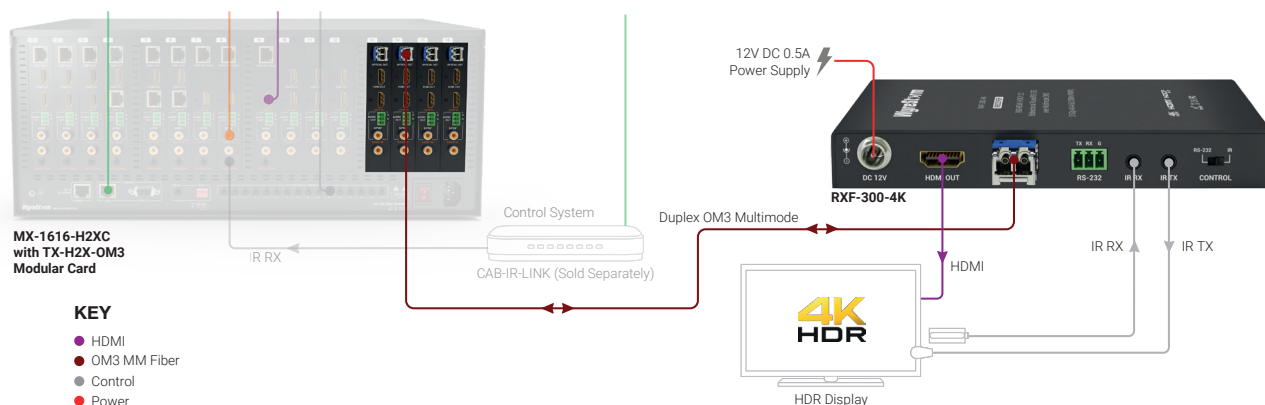 12V DC 0.5A
Power Supply
WyreStorm
TX RX G
RS-232 IR
DC 12V
HDMI OUT
RS-232
IR RX
IR TX
CONTROL
RXF-300-4K
MX-1616-H2XC
with TX-H2X-OM3
Modular Card
Control System
IR RX
CAB-IR-LINK (Sold Separately)
Duplex OM3 Multimode
HDMI
IR RX
IR TX
4K
HDR
HDR Display
KEY
HDMI
OM3 MM Fiber
Control
Power